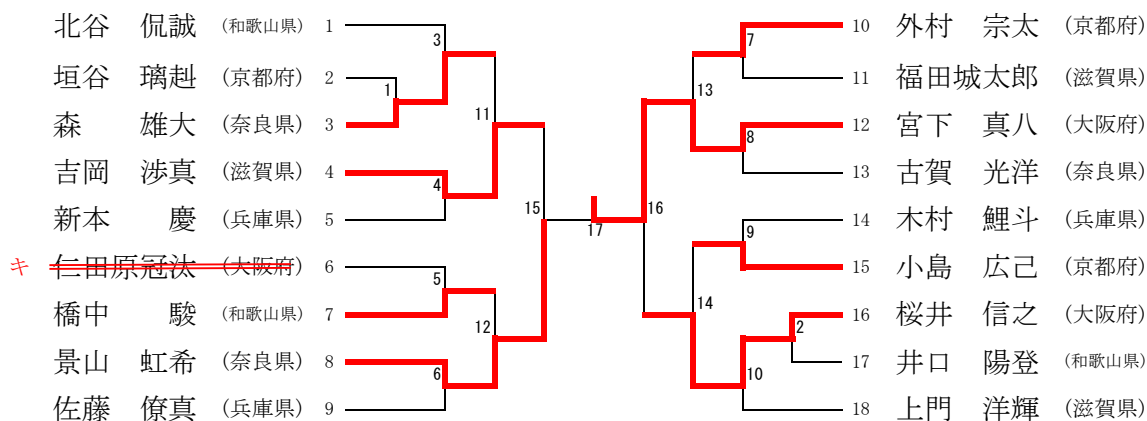 北谷 侃誠 (和歌山県) 1
垣谷 璃赳 (京都府) 2
森 雄大 (奈良県) 3
吉岡 渉真 (滋賀県) 4
新本 慶 (兵庫県) 5
キ 仁田原冠汰 (大阪府) 6
橋中 駿 (和歌山県) 7
景山 虹希 (奈良県) 8
佐藤 僚真 (兵庫県) 9
3
1
11
4
15
5
12
6
17
7
13
8
16
9
14
2
10
10 外村 宗太 (京都府)
11 福田城太郎 (滋賀県)
12 宮下 真八 (大阪府)
13 古賀 光洋 (奈良県)
14 木村 鯉斗 (兵庫県)
15 小島 広己 (京都府)
16 桜井 信之 (大阪府)
17 井口 陽登 (和歌山県)
18 上門 洋輝 (滋賀県)